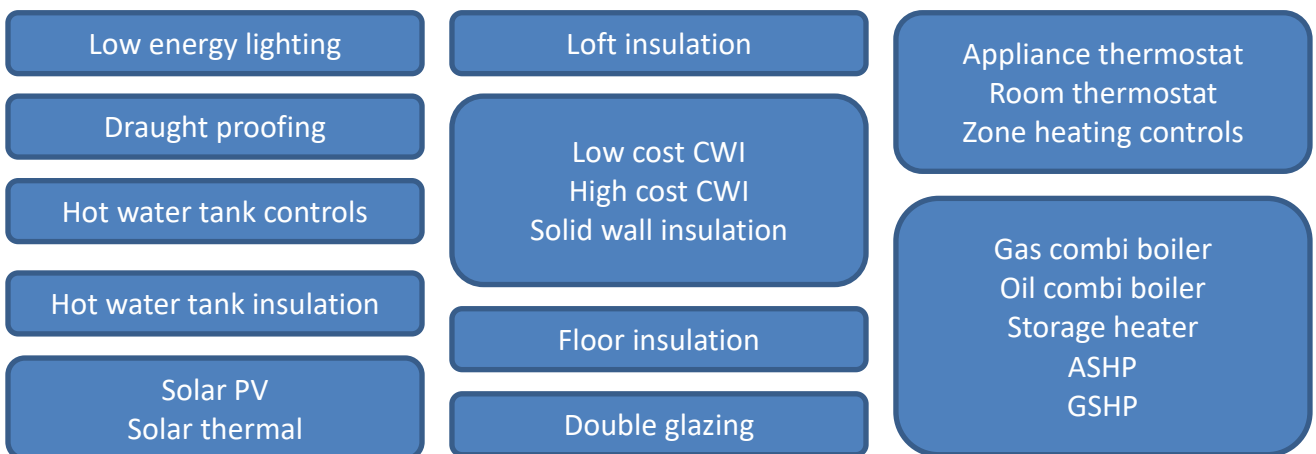 Low energy lighting
Draught proofing
Hot water tank controls
Hot water tank insulation
Solar PV
Solar thermal
Loft insulation
Low cost CWI
High cost CWI
Solid wall insulation
Floor insulation
Double glazing
Appliance thermostat
Room thermostat
Zone heating controls
Gas combi boiler
Oil combi boiler
Storage heater
ASHP
GSHP